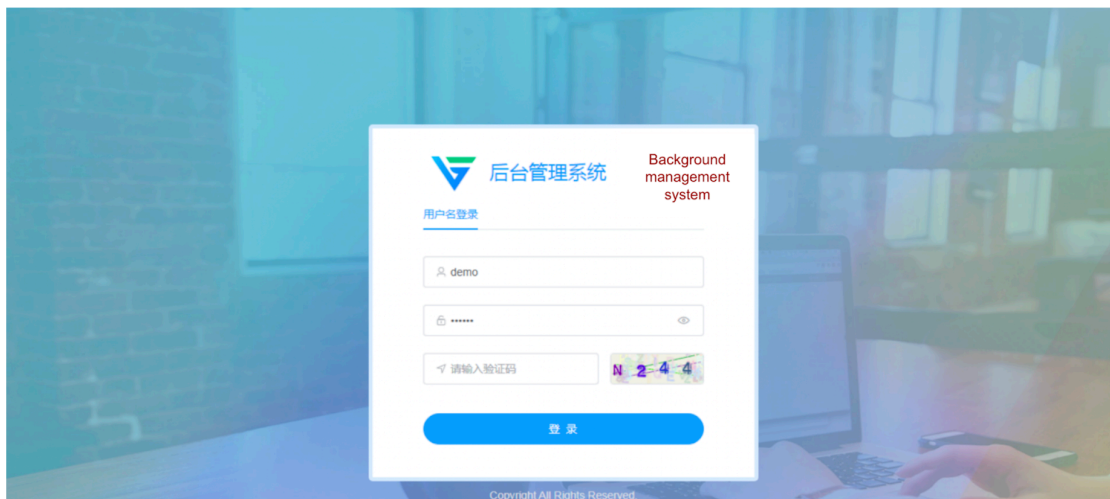 后台管理系统
Background
management
system
用户名登录
demo
••••••
请输入验证码
N 2 4 4
登 录
Copyright All Rights Reserved